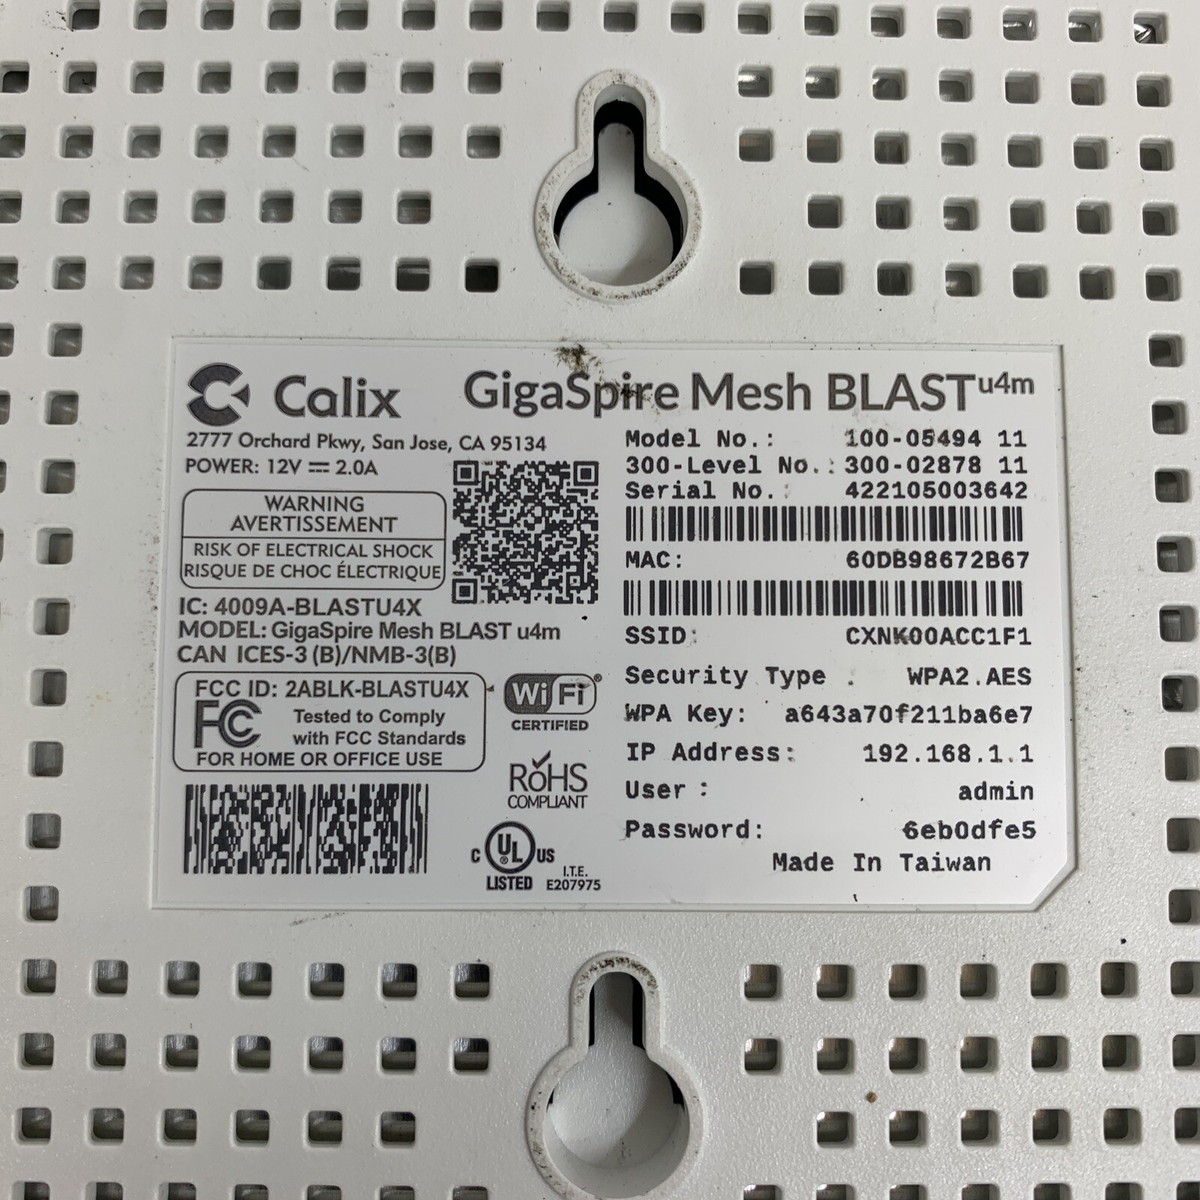 Calix
GigaSpire Mesh BLAST u4m
2777 Orchard Pkwy, San Jose, CA 95134
POWER: 12V ⎓ 2.0A
WARNING
AVERTISSEMENT
RISK OF ELECTRICAL SHOCK
RISQUE DE CHOC ÉLECTRIQUE
IC: 4009A-BLASTU4X
MODEL: GigaSpire Mesh BLAST u4m
CAN ICES-3 (B)/NMB-3(B)
FCC ID: 2ABLK-BLASTU4X
FC
Tested to Comply
with FCC Standards
FOR HOME OR OFFICE USE
WiFi®
CERTIFIED
RoHS
COMPLIANT
C UL ® US
LISTED
I.T.E.
E207975
Model No.: 100-05494 11
300-Level No.: 300-02878 11
Serial No.: 422105003642
MAC: 60DB98672B67
SSID: CXNK00ACC1F1
Security Type : WPA2.AES
WPA Key: a643a70f211ba6e7
IP Address: 192.168.1.1
User : admin
Password: 6eb0dfe5
Made In Taiwan